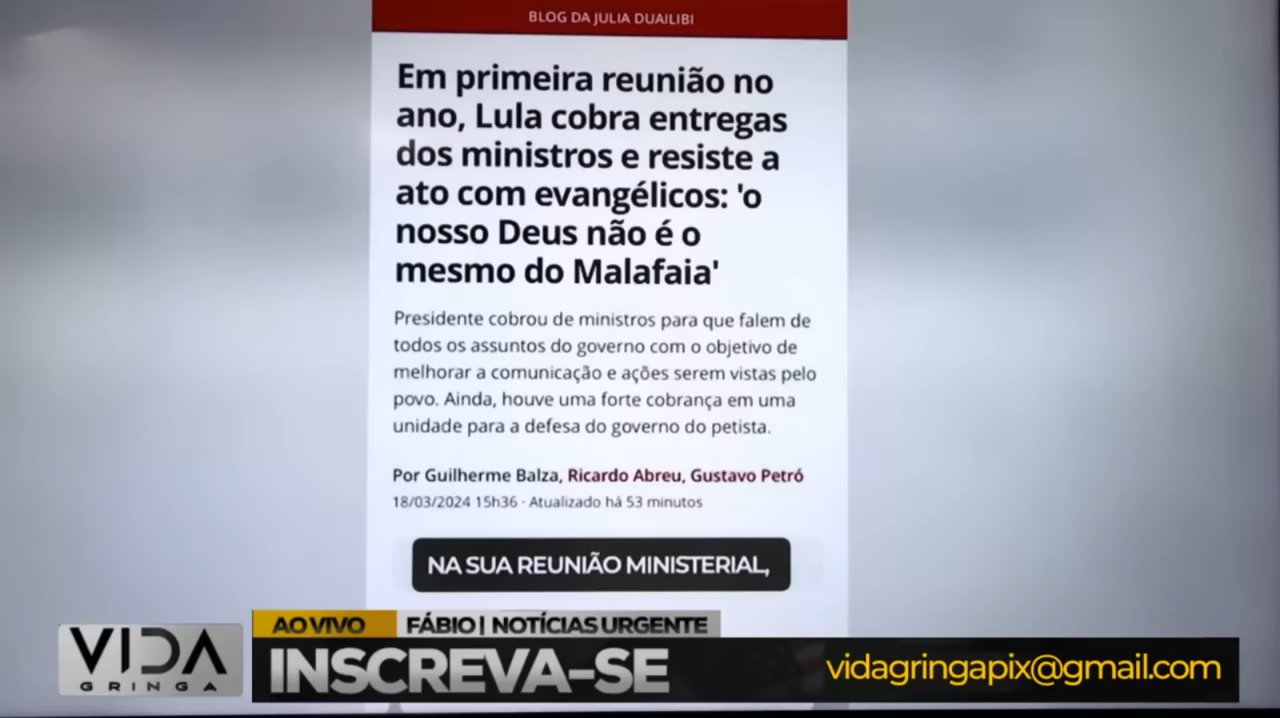 BLOG DA JULIA DUAILIBI
Em primeira reunião no
ano, Lula cobra entregas
dos ministros e resiste a
ato com evangélicos: 'o
nosso Deus não é o
mesmo do Malafaia'
Presidente cobrou de ministros para que falem de
todos os assuntos do governo com o objetivo de
melhorar a comunicação e ações serem vistas pelo
povo. Ainda, houve uma forte cobrança em uma
unidade para a defesa do governo do petista.
Por Guilherme Balza, Ricardo Abreu, Gustavo Petró
18/03/2024 15h36 · Atualizado há 53 minutos
NA SUA REUNIÃO MINISTERIAL,
AO VIVO FÁBIO | NOTÍCIAS URGENTE
VIDA
GRINGA
INSCREVA-SE
vidagringapix@gmail.com